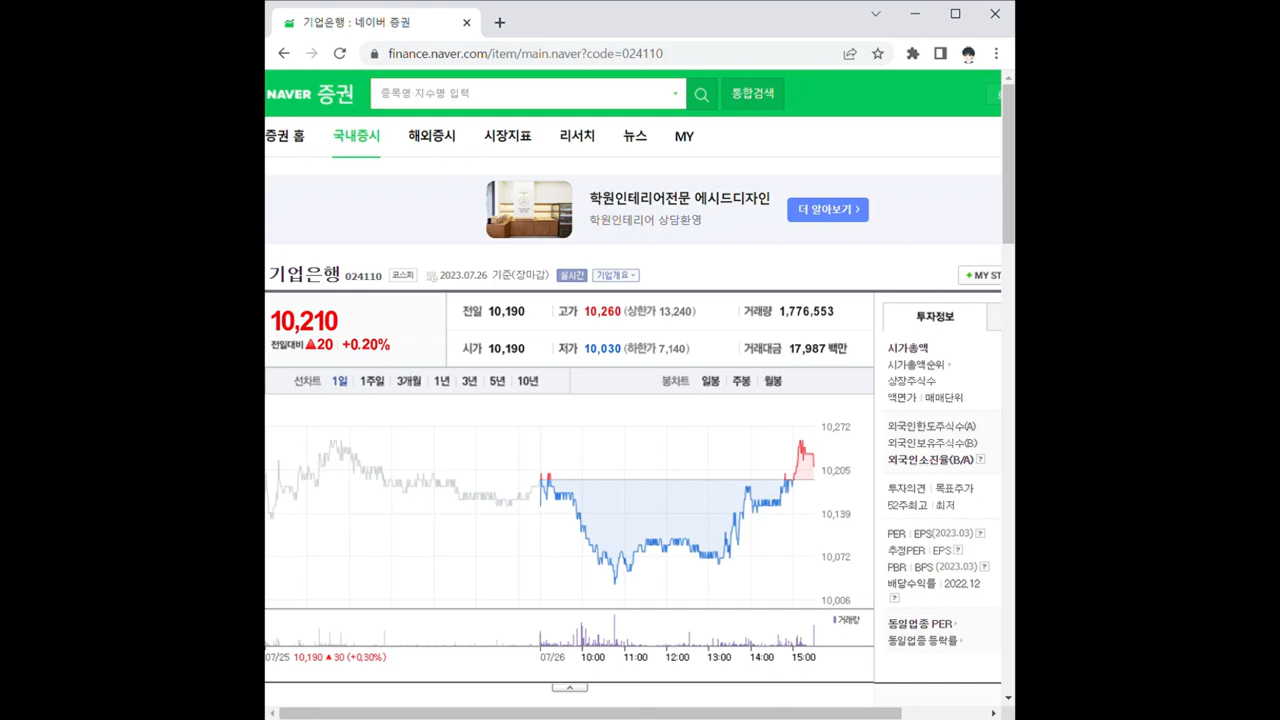 기업은행 : 네이버 증권
finance.naver.com/item/main.naver?code=024110
NAVER 증권
종목명·지수명 입력
통합검색
증권 홈 국내증시 해외증시 시장지표 리서치 뉴스 MY
학원인테리어전문 에시드디자인
학원인테리어 상담환영
더 알아보기
기업은행 024110 코스피 2023.07.26 기준(장마감) 실시간 기업개요
+ MY ST
10,210
전일대비 ▲20 +0.20%
전일 10,190 고가 10,260 (상한가 13,240) 거래량 1,776,553
시가 10,190 저가 10,030 (하한가 7,140) 거래대금 17,987 백만
선차트 1일 1주일 3개월 1년 3년 5년 10년 봉차트 일봉 주봉 월봉
10,272
10,205
10,139
10,072
10,006
거래량
07/25 10,190 ▲ 30 (+0,30%) 07/26 10:00 11:00 12:00 13:00 14:00 15:00
투자정보
시가총액
시가총액순위
상장주식수
액면가 | 매매단위
외국인한도주식수(A)
외국인보유주식수(B)
외국인소진율(B/A) ?
투자의견 | 목표주가
52주최고 | 최저
PER | EPS(2023.03) ?
추정PER | EPS ?
PBR | BPS (2023.03) ?
배당수익률 | 2022.12
?
동일업종 PER
동일업종 등락률